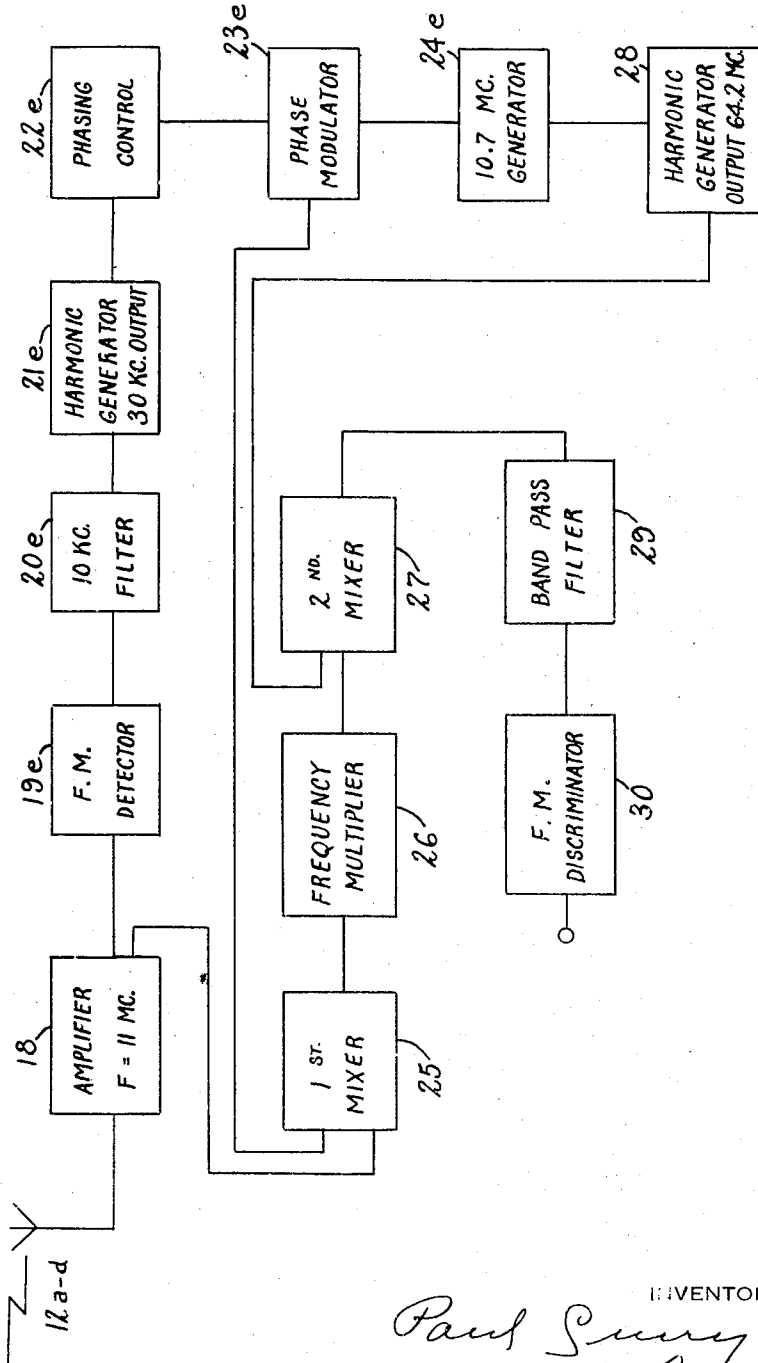 12a-d
18
AMPLIFIER
F = 11 MC.
19e
F. M.
DETECTOR
20e
10 KC.
FILTER
21e
HARMONIC
GENERATOR
30 KC. OUTPUT
22e
PHASING
CONTROL
23e
PHASE
MODULATOR
24e
10.7 MC.
GENERATOR
28
HARMONIC
GENERATOR
OUTPUT 64.2 MC.
1 ST.
MIXER
25
FREQUENCY
MULTIPLIER
26
2 ND.
MIXER
27
BAND PASS
FILTER
29
F. M.
DISCRIMINATOR
30
INVENTOR
Paul